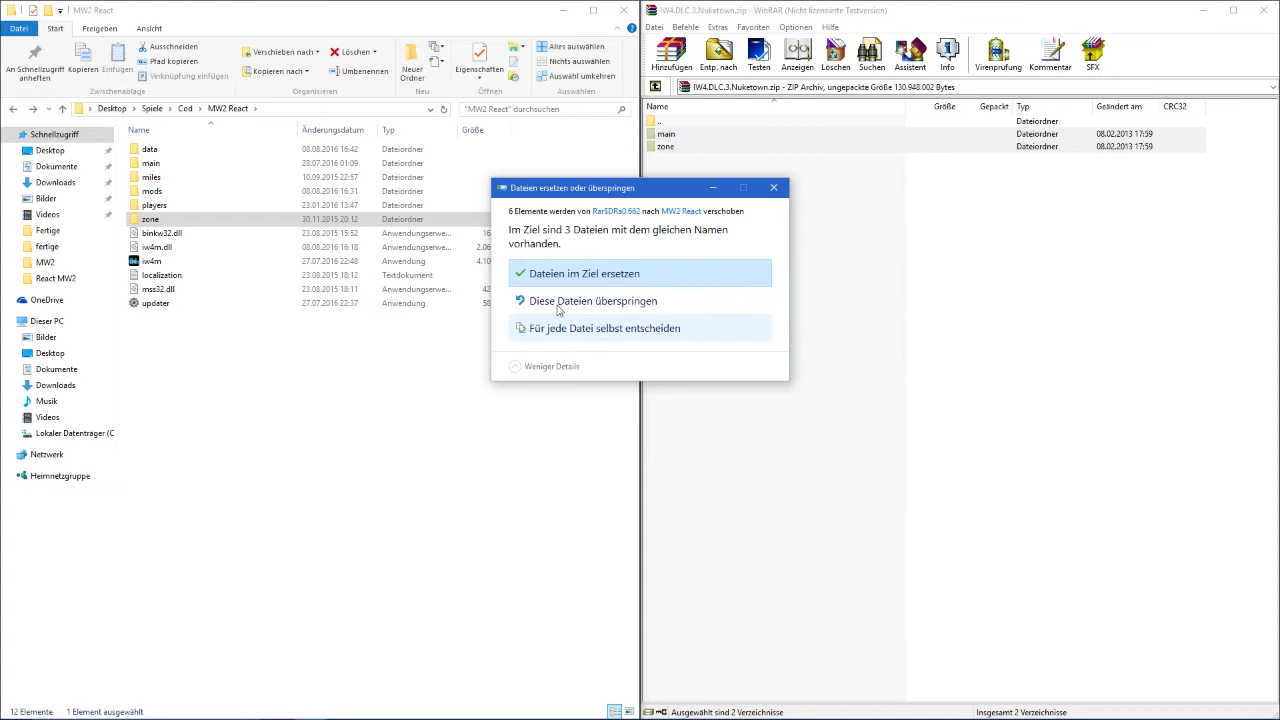 MW2 React
Datei Start Freigeben Ansicht
An Schnellzugriff anheften
Kopieren
Einfügen
Ausschneiden
Pfad kopieren
Verknüpfung einfügen
Zwischenablage
Verschieben nach
Kopieren nach
Löschen
Umbenennen
Organisieren
Neuer Ordner
Neu
Eigenschaften
Öffnen
Alles auswählen
Nichts auswählen
Auswahl umkehren
Auswählen
Desktop > Spiele > Cod > MW2 React >
"MW2 React" durchsuchen
Name Änderungsdatum Typ Größe
Schnellzugriff
Desktop
Dokumente
Downloads
Bilder
Videos
Fertige
fertige
MW2
React MW2
OneDrive
Dieser PC
Bilder
Desktop
Dokumente
Downloads
Musik
Videos
Lokaler Datenträger (C
Netzwerk
Heimnetzgruppe
data 08.08.2016 16:42 Dateiordner
main 28.07.2016 01:09 Dateiordner
miles 10.09.2015 22:57 Dateiordner
mods 08.08.2016 16:31 Dateiordner
players 23.01.2016 13:47 Dateiordner
zone 30.11.2015 20:12 Dateiordner
binkw32.dll 23.08.2015 15:52 Anwendungserwe... 16
iw4m.dll 08.08.2016 16:23 Anwendungserwe... 2.06
iw4m 27.07.2016 22:48 Anwendung 4.10
localization 23.08.2015 18:12 Textdokument
mss32.dll 23.08.2015 18:11 Anwendungserwe... 42
updater 27.07.2016 22:37 Anwendung 58
12 Elemente 1 Element ausgewählt
IW4.DLC.3.Nuketown.zip - WinRAR (Nicht lizensierte Testversion)
Datei Befehle Extras Favoriten Optionen Hilfe
Hinzufügen Entp. nach Testen Anzeigen Löschen Suchen Assistent Info Virenprüfung Kommentar SFX
IW4.DLC.3.Nuketown.zip - ZIP Archiv, ungepackte Größe 130.948.002 Bytes
Name Größe Gepackt Typ Geändert am CRC32
.. Dateiordner
main Dateiordner 08.02.2013 17:59
zone Dateiordner 08.02.2013 17:59
Ausgewählt sind 2 Verzeichnisse Insgesamt 2 Verzeichnisse
Dateien ersetzen oder überspringen
6 Elemente werden von Rar$DRa0.662 nach MW2 React verschoben
Im Ziel sind 3 Dateien mit dem gleichen Namen
vorhanden.
Dateien im Ziel ersetzen
Diese Dateien überspringen
Für jede Datei selbst entscheiden
Weniger Details